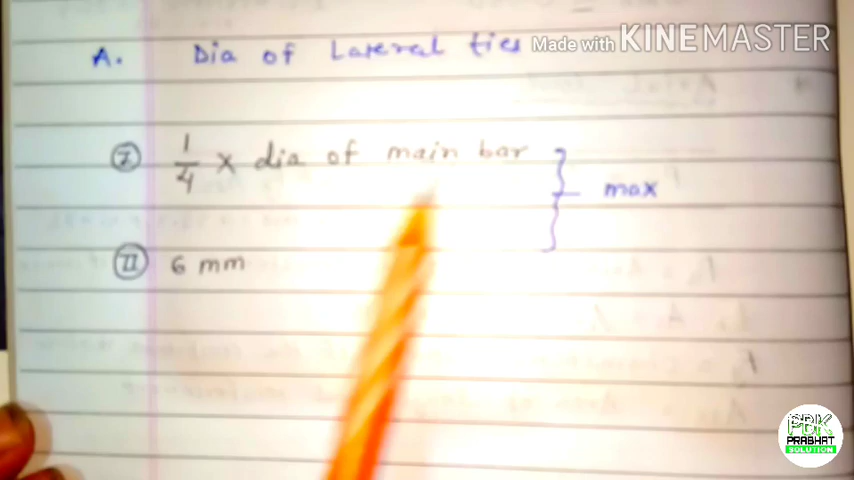 Made with KINEMASTER
A. Dia of Lateral ties
I 1/4 x dia of main bar
max
II 6 mm
PBK
PRABHAT
SOLUTION